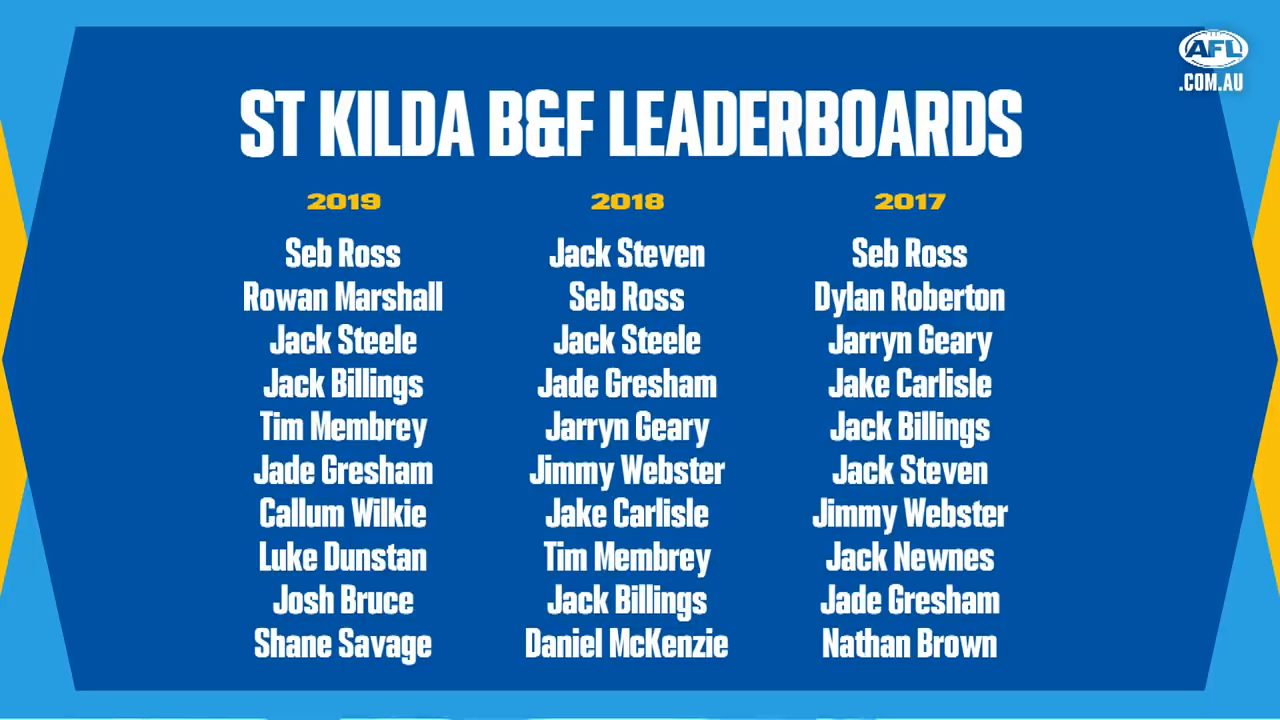 AFL
.COM.AU
ST KILDA B&F LEADERBOARDS
2019 2018 2017
Seb Ross Jack Steven Seb Ross
Rowan Marshall Seb Ross Dylan Roberton
Jack Steele Jack Steele Jarryn Geary
Jack Billings Jade Gresham Jake Carlisle
Tim Membrey Jarryn Geary Jack Billings
Jade Gresham Jimmy Webster Jack Steven
Callum Wilkie Jake Carlisle Jimmy Webster
Luke Dunstan Tim Membrey Jack Newnes
Josh Bruce Jack Billings Jade Gresham
Shane Savage Daniel McKenzie Nathan Brown